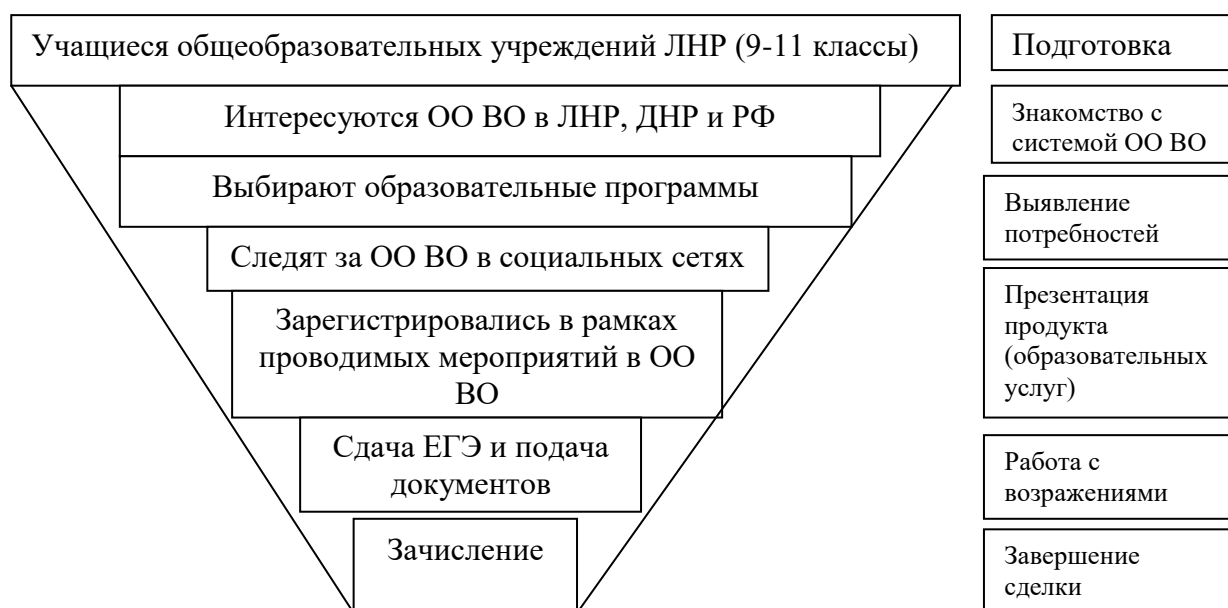 Учащиеся общеобразовательных учреждений ЛНР (9-11 классы)
Интересуются ОО ВО в ЛНР, ДНР и РФ
Выбирают образовательные программы
Следят за ОО ВО в социальных сетях
Зарегистрировались в рамках
проводимых мероприятий в ОО
ВО
Сдача ЕГЭ и подача
документов
Зачисление
Подготовка
Знакомство с
системой ОО ВО
Выявление
потребностей
Презентация
продукта
(образовательных
услуг)
Работа с
возражениями
Завершение
сделки